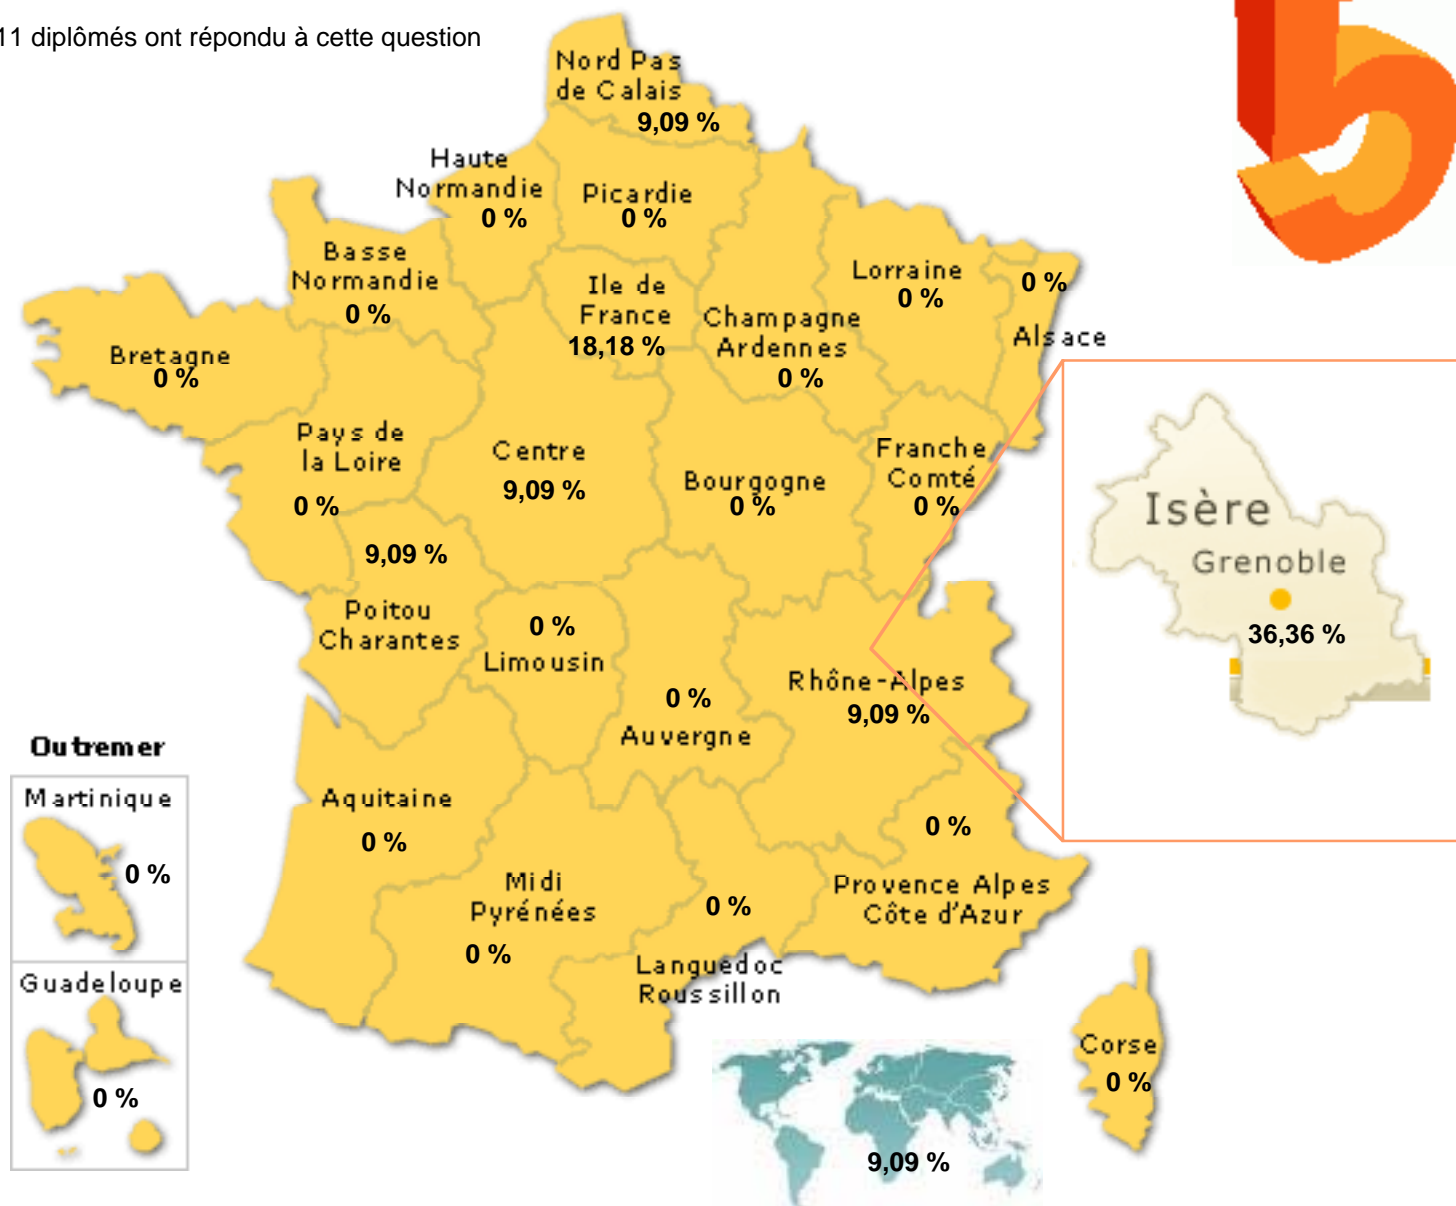 11 diplômés ont répondu à cette question
Nord Pas
de Calais
9,09 %
Haute
Normandie
0 %
Picardie
0 %
Basse
Normandie
0 %
Ile de
France
18,18 %
Champagne
Ardennes
0 %
Lorraine
0 %
0 %
Alsace
Bretagne
0 %
Pays de
la Loire
0 %
Centre
9,09 %
Bourgogne
0 %
Franche
Comté
0 %
Isère
Grenoble
36,36 %
9,09 %
Poitou
Charantes
0 %
Limousin
0 %
Auvergne
Rhône-Alpes
9,09 %
Outremer
Martinique
0 %
Guadeloupe
0 %
Aquitaine
0 %
Midi
Pyrénées
0 %
0 %
Languedoc
Roussillon
0 %
Provence Alpes
Côte d'Azur
Corse
0 %
9,09 %